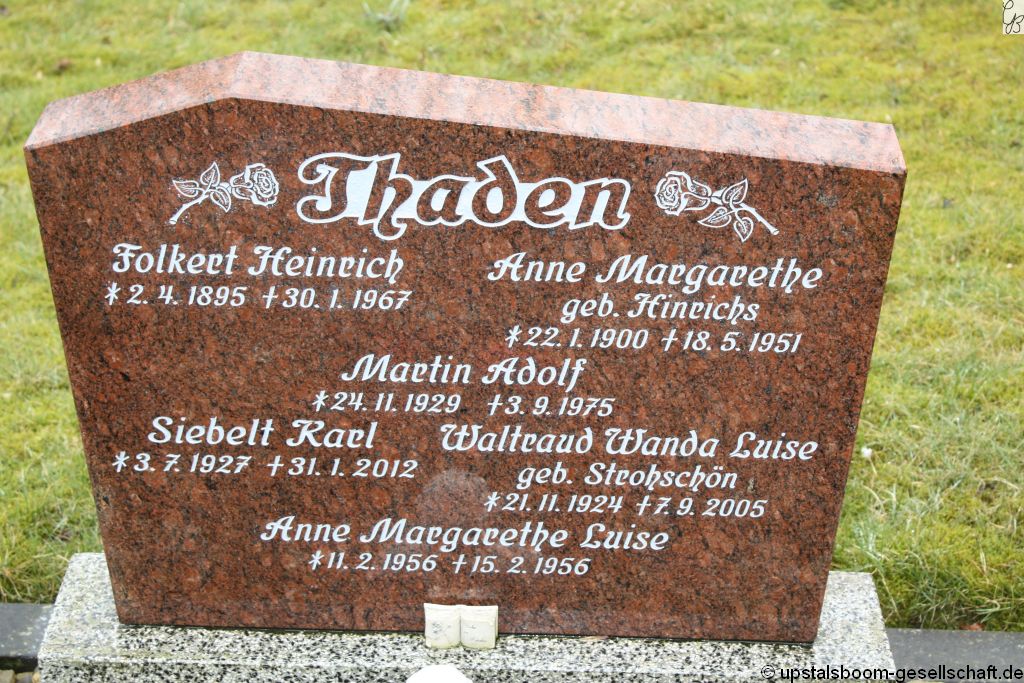 Thaden
Folkert Heinrich
*2. 4. 1895 †30. 1. 1967
Anne Margarethe
geb. Hinrichs
*22. 1. 1900 †18. 5. 1951
Martin Adolf
*24. 11. 1929 †3. 9. 1975
Siebelt Karl
*3. 7. 1927 †31. 1. 2012
Waltraud Wanda Luise
geb. Strohschön
*21. 11. 1924 †7. 9. 2005
Anne Margarethe Luise
*11. 2. 1956 †15. 2. 1956
© upstalsboom-gesellschaft.de